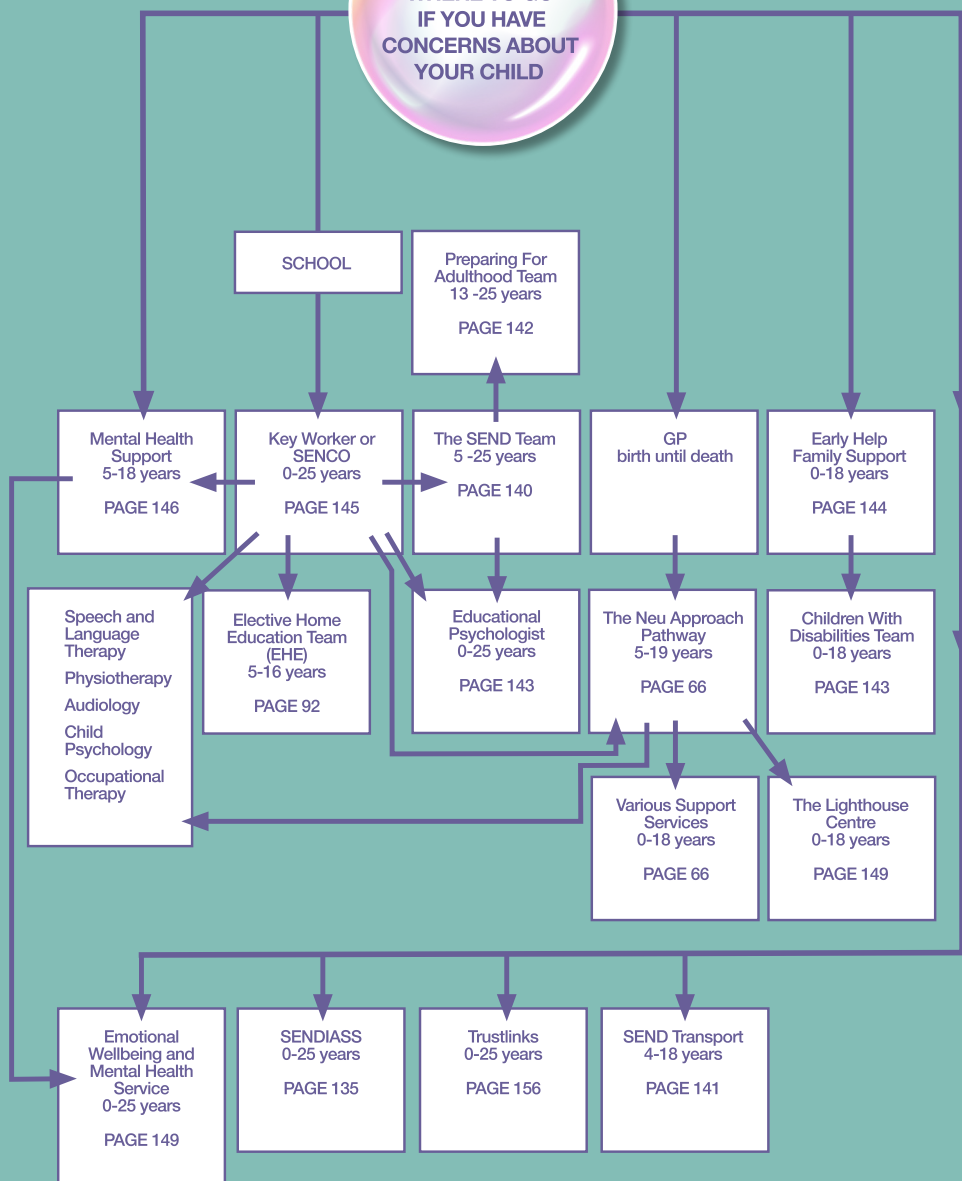 IF YOU HAVE
CONCERNS ABOUT
YOUR CHILD
SCHOOL
Preparing For
Adulthood Team
13 -25 years
PAGE 142
Mental Health
Support
5-18 years
PAGE 146
Key Worker or
SENCO
0-25 years
PAGE 145
The SEND Team
5 -25 years
PAGE 140
GP
birth until death
Early Help
Family Support
0-18 years
PAGE 144
Speech and
Language
Therapy
Physiotherapy
Audiology
Child
Psychology
Occupational
Therapy
Elective Home
Education Team
(EHE)
5-16 years
PAGE 92
Educational
Psychologist
0-25 years
PAGE 143
The Neu Approach
Pathway
5-19 years
PAGE 66
Children With
Disabilities Team
0-18 years
PAGE 143
Various Support
Services
0-18 years
PAGE 66
The Lighthouse
Centre
0-18 years
PAGE 149
Emotional
Wellbeing and
Mental Health
Service
0-25 years
PAGE 149
SENDIASS
0-25 years
PAGE 135
Trustlinks
0-25 years
PAGE 156
SEND Transport
4-18 years
PAGE 141